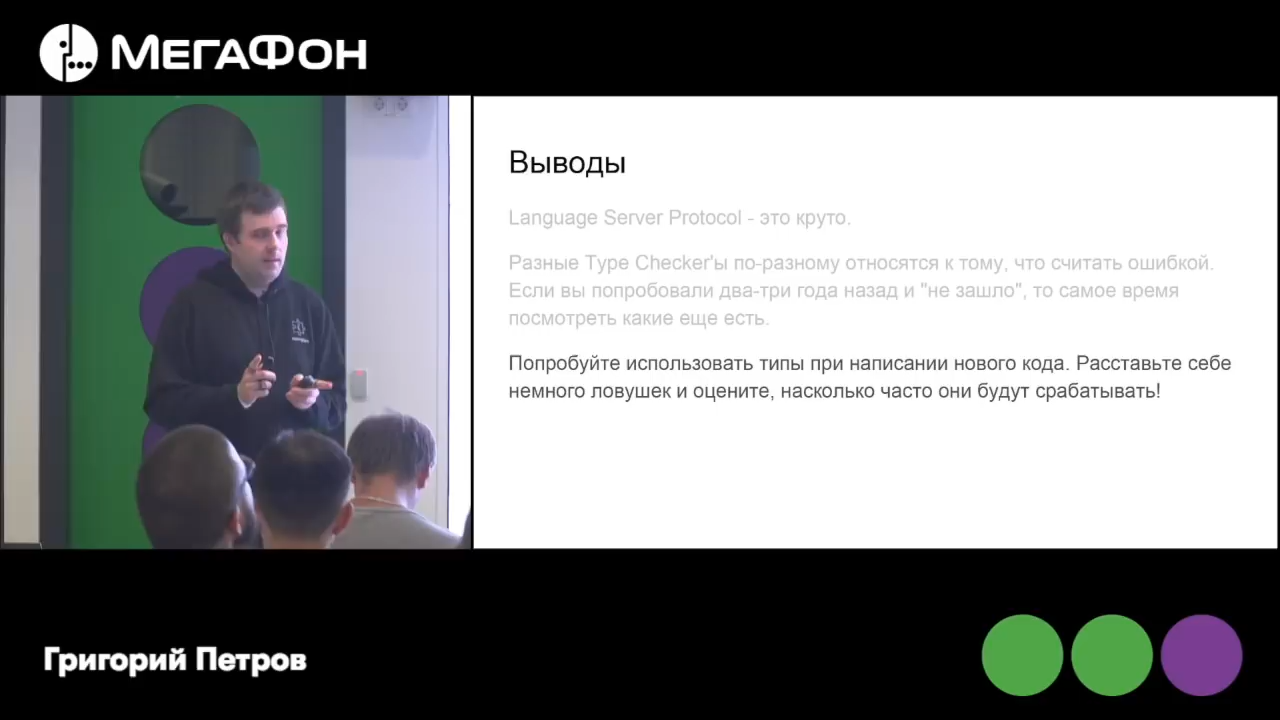 МЕГАФОН
Выводы
Language Server Protocol - это круто.
Разные Type Checker'ы по-разному относятся к тому, что считать ошибкой.
Если вы попробовали два-три года назад и "не зашло", то самое время
посмотреть какие еще есть.
Попробуйте использовать типы при написании нового кода. Расставьте себе
немного ловушек и оцените, насколько часто они будут срабатывать!
Григорий Петров